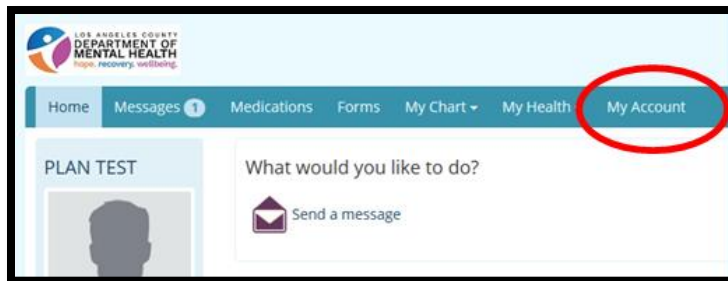 LOS ANGELES COUNTY
DEPARTMENT OF
MENTAL HEALTH
hope. recovery. wellbeing.
Home Messages 1 Medications Forms My Chart My Health My Account
PLAN TEST
What would you like to do?
Send a message